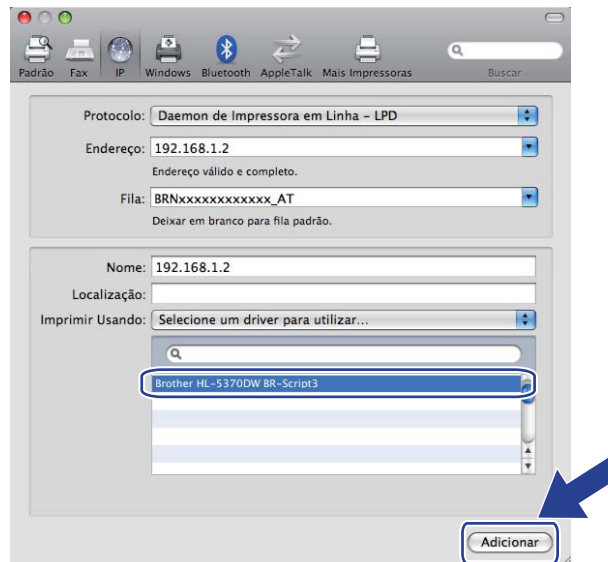 Padrão Fax IP Windows Bluetooth AppleTalk Mais Impressoras Buscar
Protocolo: Daemon de Impressora em Linha – LPD
Endereço: 192.168.1.2
Endereço válido e completo.
Fila: BRNxxxxxxxxxxxx_AT
Deixar em branco para fila padrão.
Nome: 192.168.1.2
Localização:
Imprimir Usando: Selecione um driver para utilizar...
Brother HL-5370DW BR-Script3
Adicionar